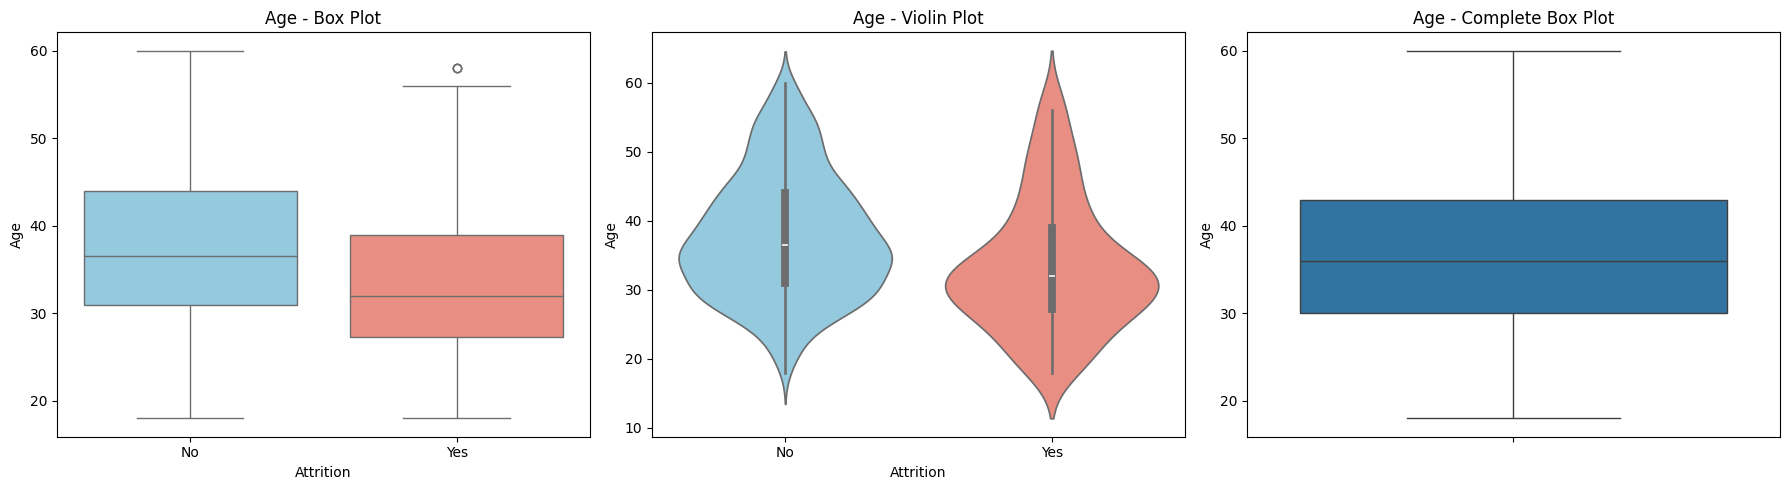 Age - Box Plot
60
50
40
30
20
Age
No
Yes
Attrition
Age - Violin Plot
60
50
40
30
20
10
Age
No
Yes
Attrition
Age - Complete Box Plot
60
50
40
30
20
Age